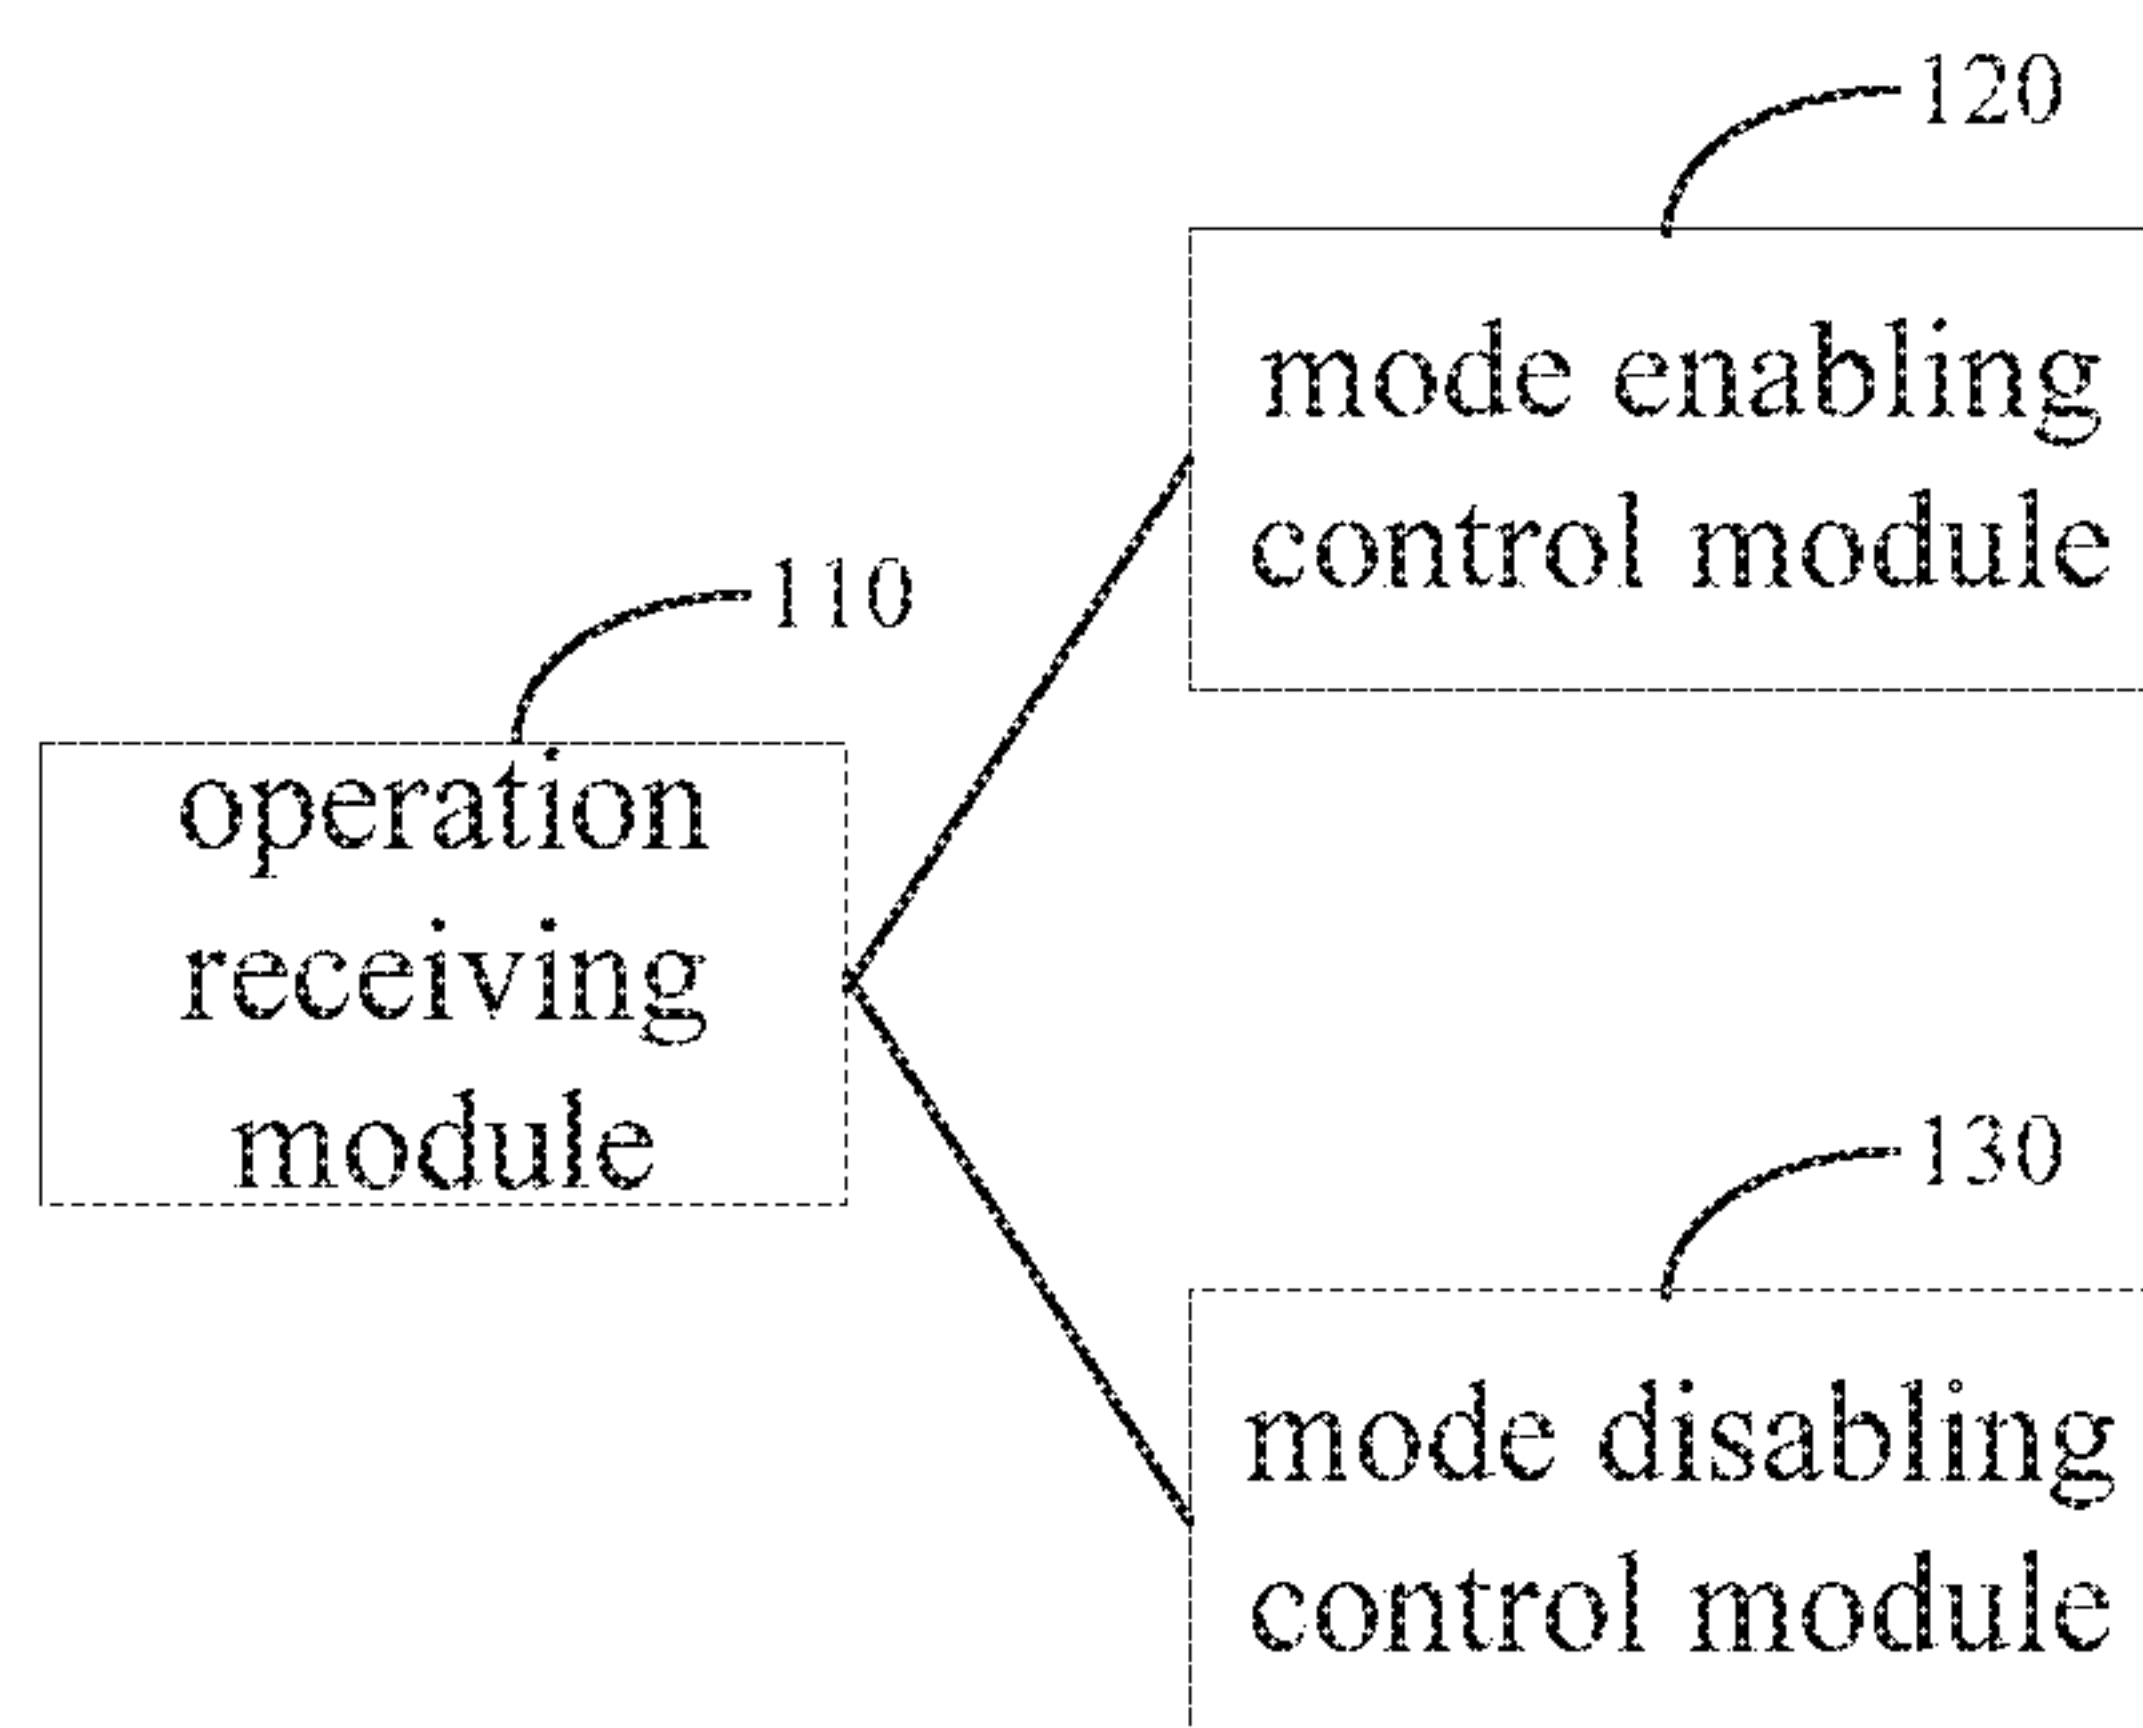 120
mode enabling
control module
110
operation
receiving
module
130
mode disabling
control module